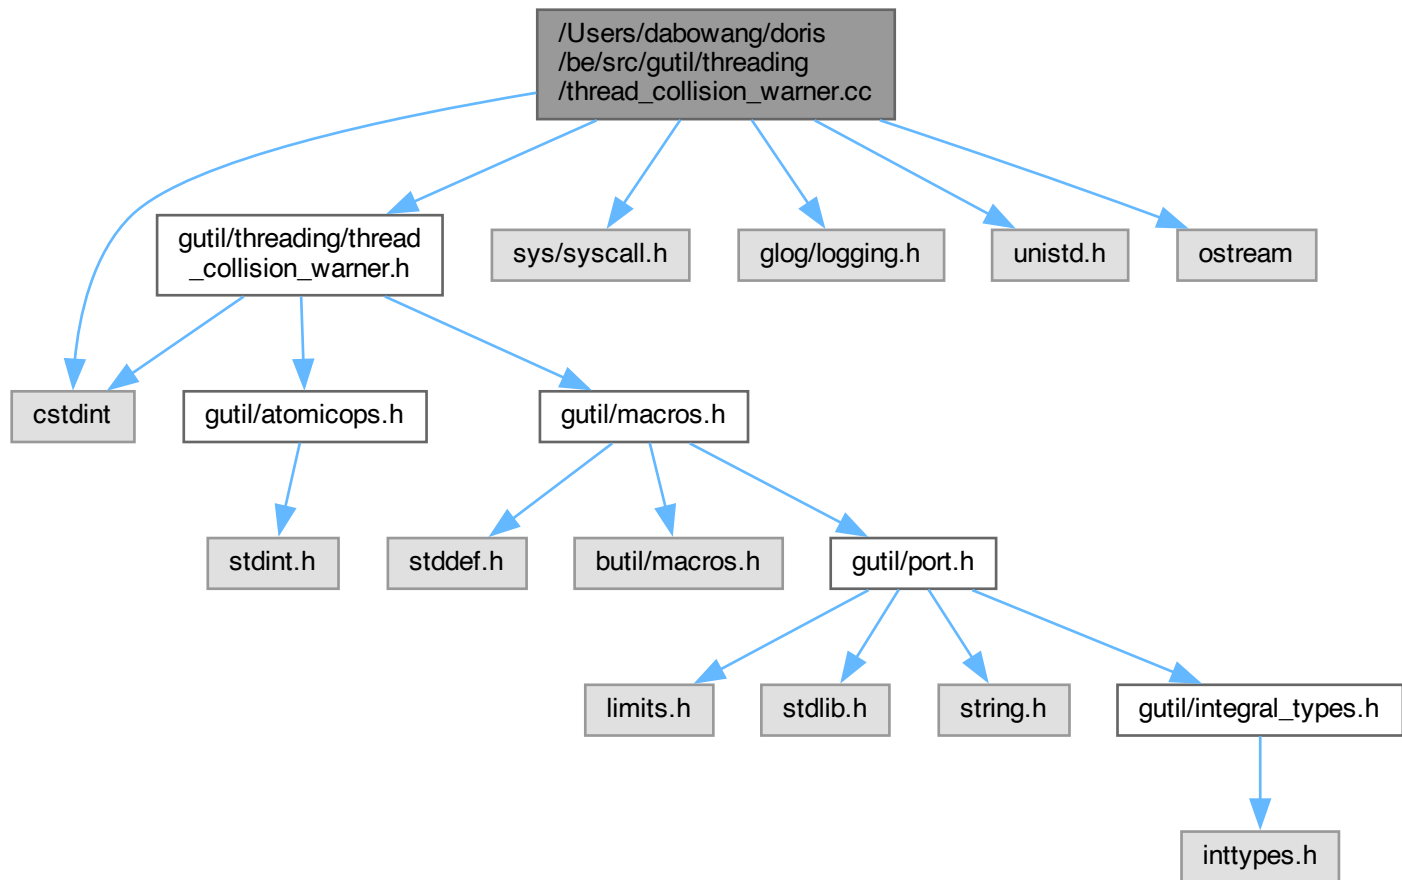 /Users/dabowang/doris
/be/src/gutil/threading
/thread_collision_warner.cc
gutil/threading/thread
_collision_warner.h
sys/syscall.h
glog/logging.h
unistd.h
ostream
cstdint
gutil/atomicops.h
gutil/macros.h
stdint.h
stddef.h
butil/macros.h
gutil/port.h
limits.h
stdlib.h
string.h
gutil/integral_types.h
inttypes.h